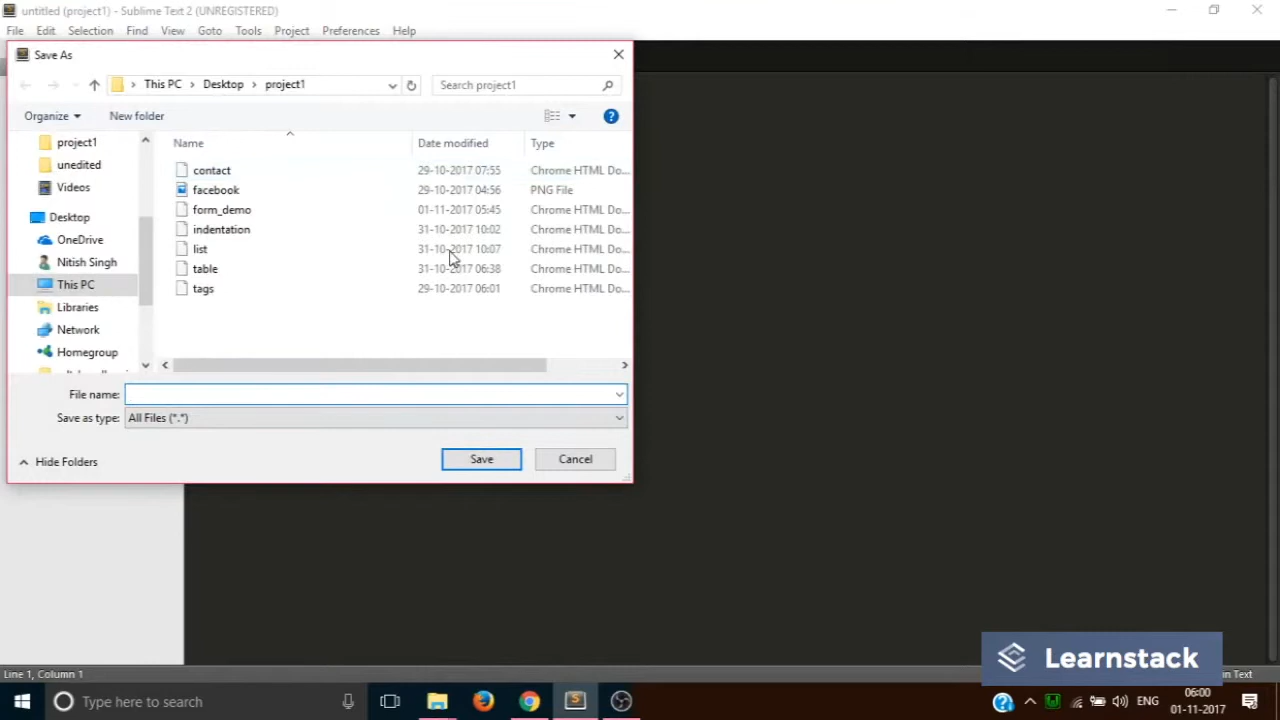 untitled (project1) - Sublime Text 2 (UNREGISTERED)
File Edit Selection Find View Goto Tools Project Preferences Help
Save As
This PC Desktop project1 Search project1
Organize New folder
Name Date modified Type
project1
unedited
Videos
Desktop
OneDrive
Nitish Singh
This PC
Libraries
Network
Homegroup
contact 29-10-2017 07:55 Chrome HTML Do...
facebook 29-10-2017 04:56 PNG File
form_demo 01-11-2017 05:45 Chrome HTML Do...
indentation 31-10-2017 10:02 Chrome HTML Do...
list 31-10-2017 10:07 Chrome HTML Do...
table 31-10-2017 06:38 Chrome HTML Do...
tags 29-10-2017 06:01 Chrome HTML Do...
File name:
Save as type: All Files (*.*)
Hide Folders Save Cancel
Learnstack
Line 1, Column 1 in Text
Type here to search ENG 06:00
01-11-2017